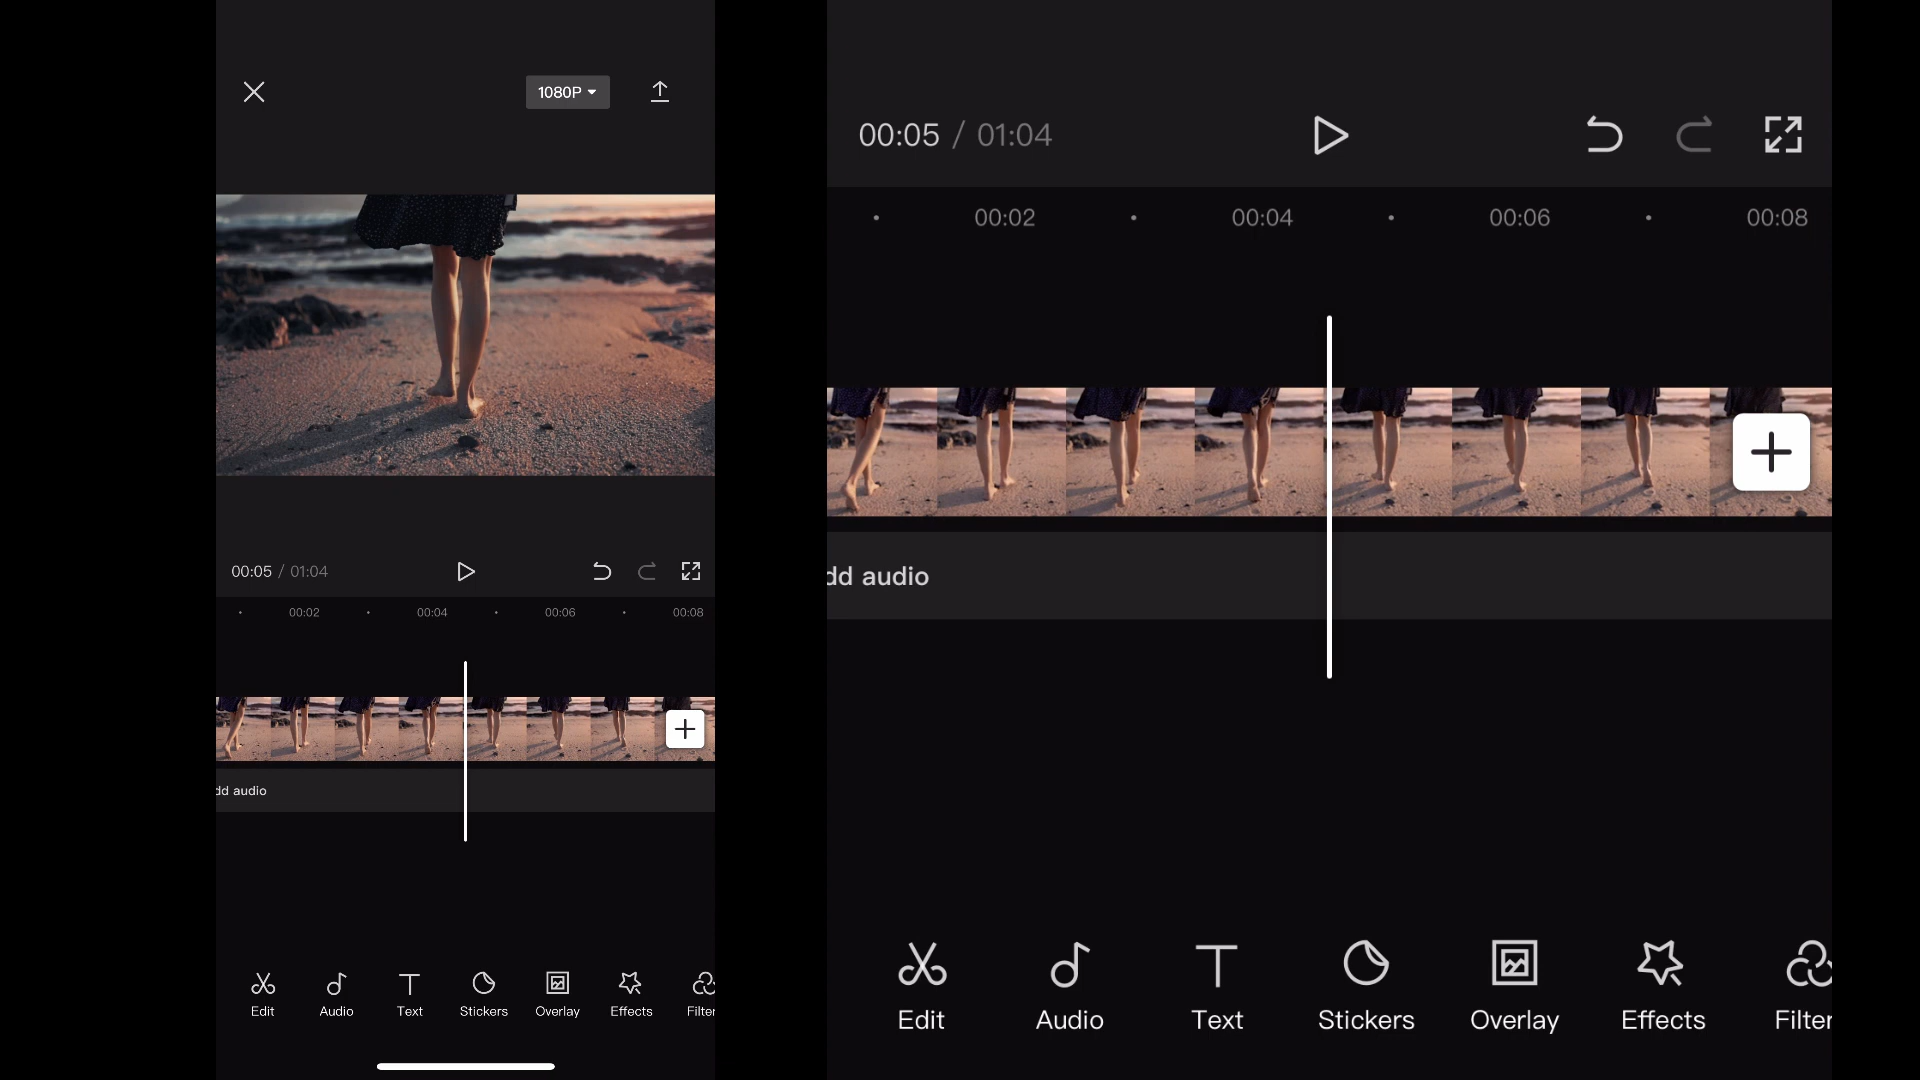 1080P
00:05 / 01:04
00:02 00:04 00:06 00:08
dd audio
Edit Audio Text Stickers Overlay Effects Filter
00:05 / 01:04
00:02 00:04 00:06 00:08
dd audio
Edit Audio Text Stickers Overlay Effects Filter